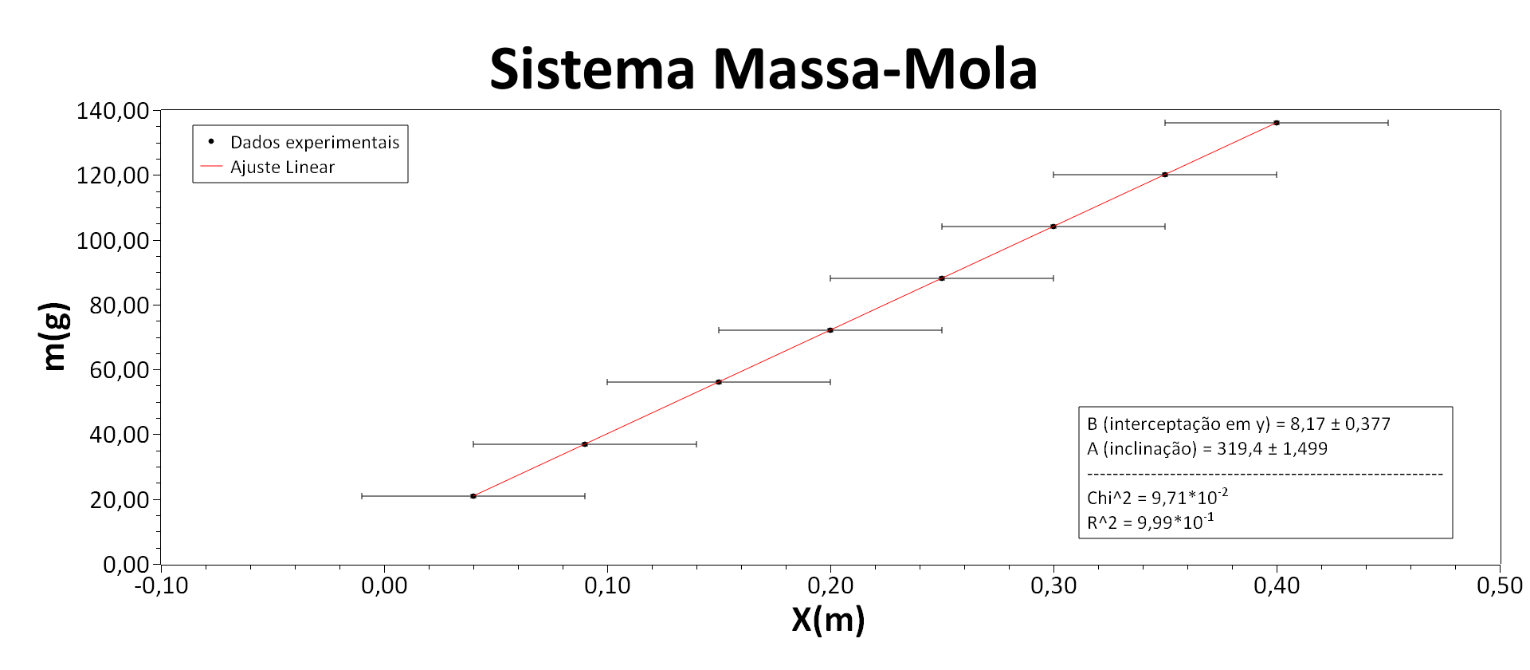 Sistema Massa-Mola
140,00
120,00
100,00
80,00
60,00
40,00
20,00
0,00
m(g)
Dados experimentais
Ajuste Linear
B (interceptação em y) = 8,17 ± 0,377
A (inclinação) = 319,4 ± 1,499
--------------------------------------------------------
Chi^2 = 9,71*10⁻²
R^2 = 9,99*10⁻¹
-0,10 0,00 0,10 0,20 0,30 0,40 0,50
X(m)